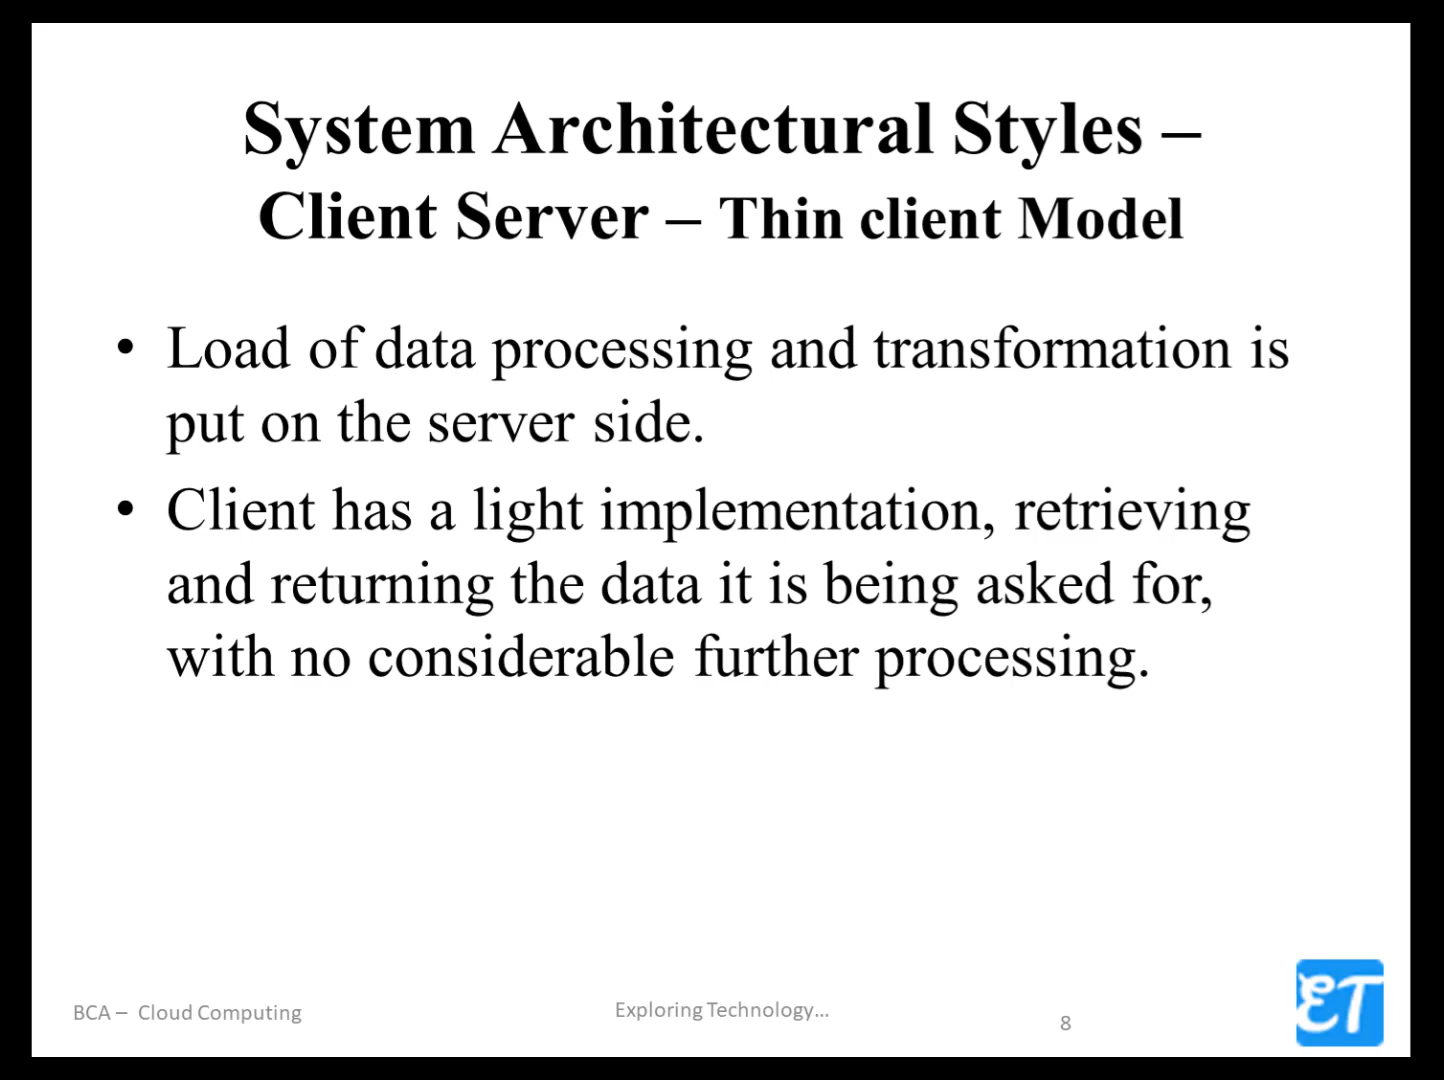 System Architectural Styles –
Client Server – Thin client Model
• Load of data processing and transformation is
put on the server side.
• Client has a light implementation, retrieving
and returning the data it is being asked for,
with no considerable further processing.
BCA – Cloud Computing
Exploring Technology...
8
ET